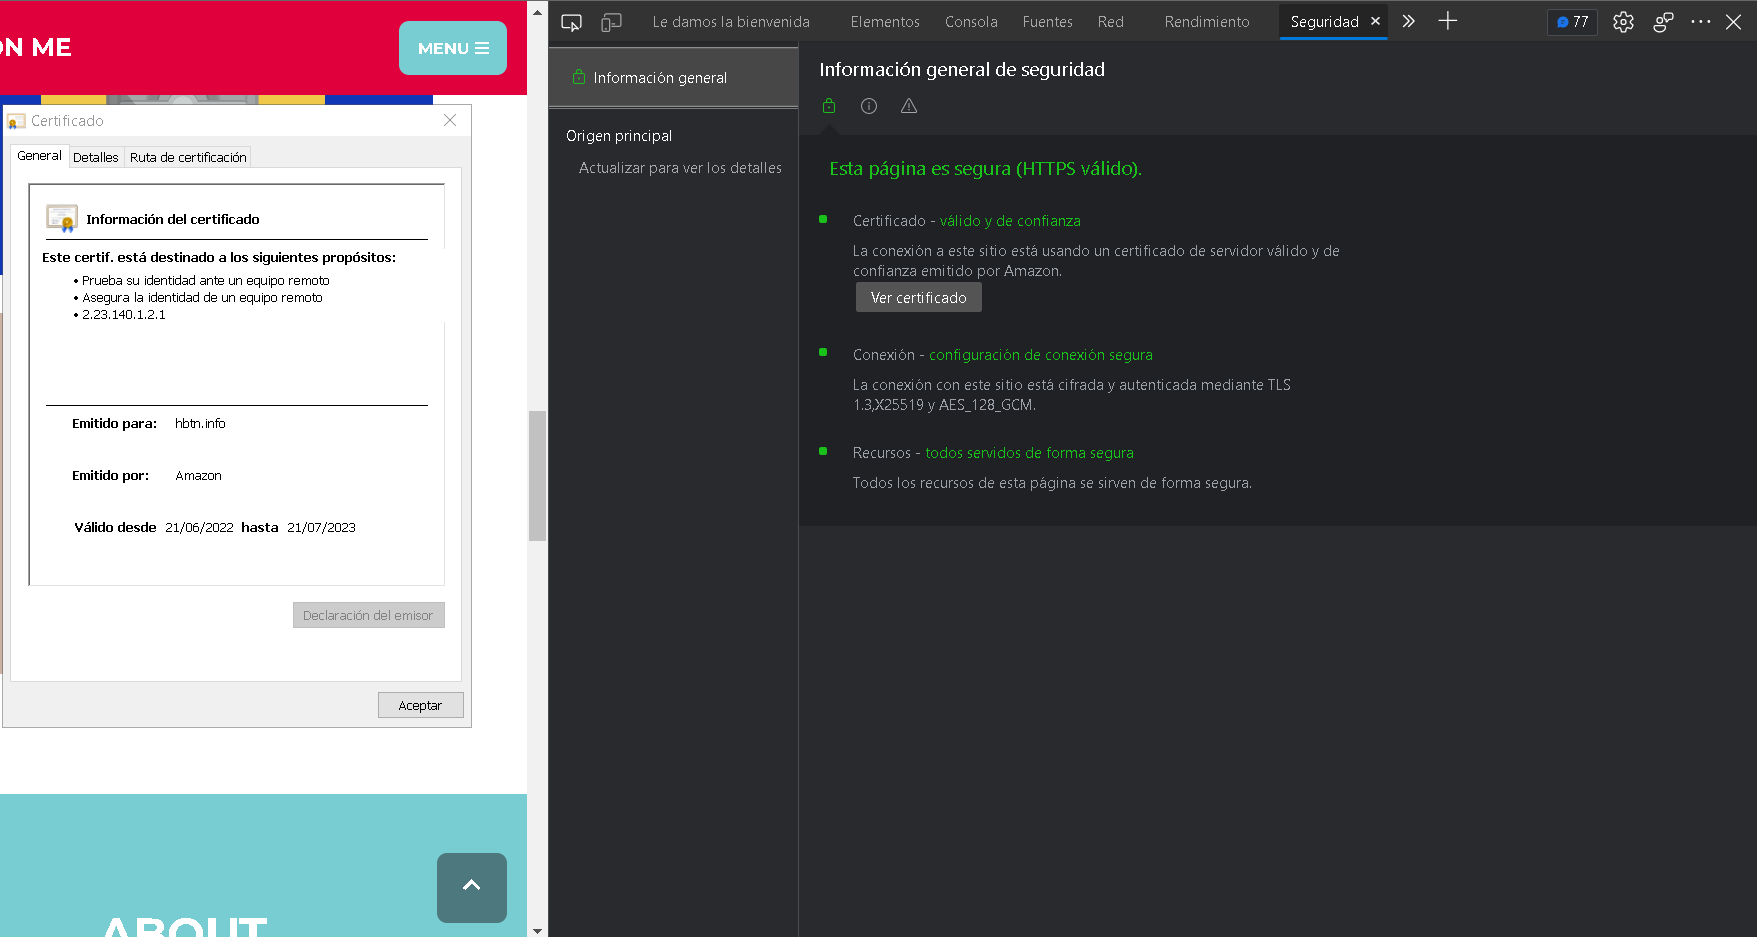 ON ME
MENU
Certificado
General
Detalles
Ruta de certificación
Información del certificado
Este certif. está destinado a los siguientes propósitos:
• Prueba su identidad ante un equipo remoto
• Asegura la identidad de un equipo remoto
• 2.23.140.1.2.1
Emitido para: hbtn.info
Emitido por: Amazon
Válido desde 21/06/2022 hasta 21/07/2023
Declaración del emisor
Aceptar
ABOUT
Le damos la bienvenida
Elementos
Consola
Fuentes
Red
Rendimiento
Seguridad
77
Información general
Origen principal
Actualizar para ver los detalles
Información general de seguridad
Esta página es segura (HTTPS válido).
Certificado - válido y de confianza
La conexión a este sitio está usando un certificado de servidor válido y de
confianza emitido por Amazon.
Ver certificado
Conexión - configuración de conexión segura
La conexión con este sitio está cifrada y autenticada mediante TLS
1.3,X25519 y AES_128_GCM.
Recursos - todos servidos de forma segura
Todos los recursos de esta página se sirven de forma segura.